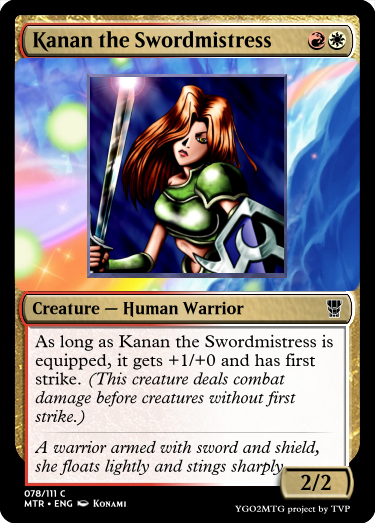 Kanan the Swordmistress
Creature — Human Warrior
As long as Kanan the Swordmistress is
equipped, it gets +1/+0 and has first
strike. (This creature deals combat
damage before creatures without first
strike.)
A warrior armed with sword and shield,
she floats lightly and stings sharply.
2/2
078/111 C
MTR • ENG Konami
YGO2MTG project by TVP